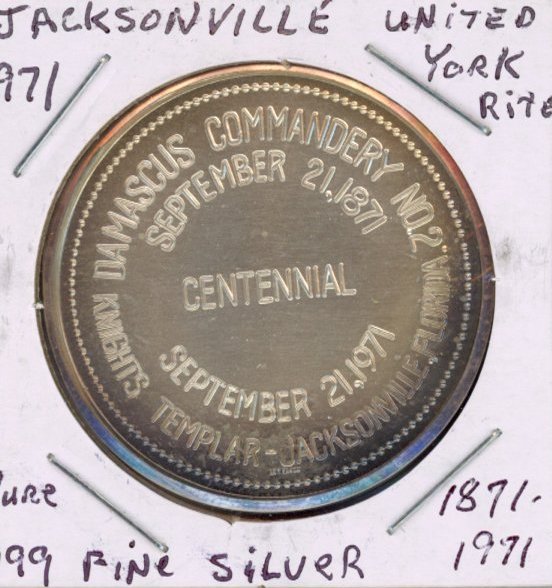 JACKSONVILLE UNITED
971 YORK
RITE
DAMASCUS COMMANDERY NO.2
SEPTEMBER 21,1871
CENTENNIAL
SEPTEMBER 21,1971
KNIGHTS TEMPLAR-JACKSONVILLE, FLORIDA
URE 1871-
999 FINE SILVER 1971